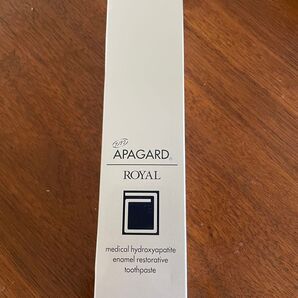 APAGARD®
ROYAL
medical hydroxyapatite
enamel restorative
toothpaste